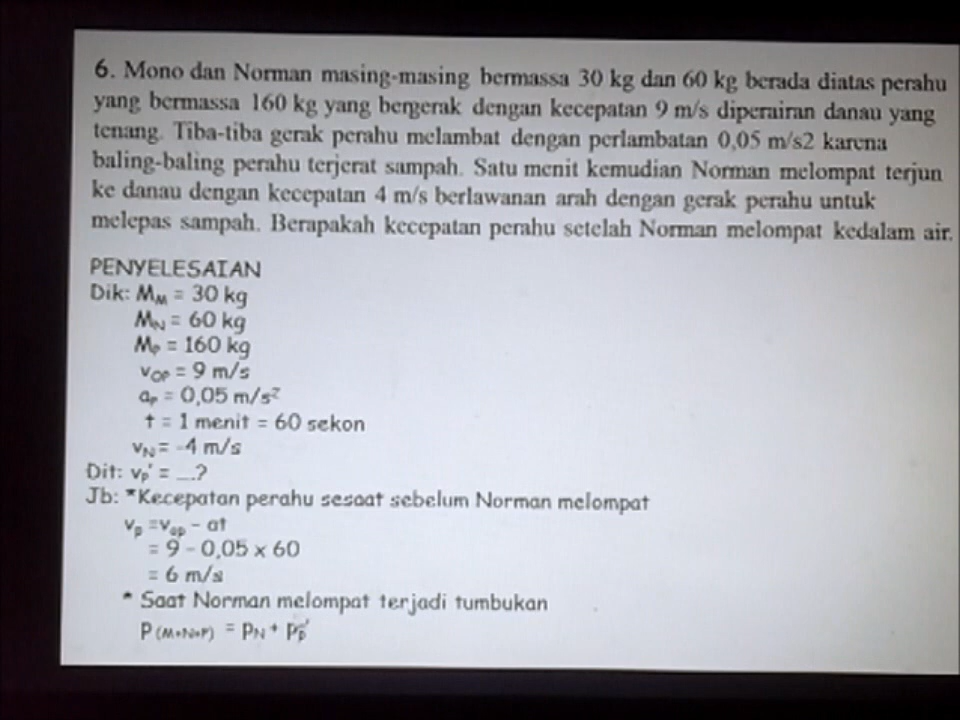 6. Mono dan Norman masing-masing bermassa 30 kg dan 60 kg berada diatas perahu
yang bermassa 160 kg yang bergerak dengan kecepatan 9 m/s diperairan danau yang
tenang. Tiba-tiba gerak perahu melambat dengan perlambatan 0,05 m/s2 karena
baling-baling perahu terjerat sampah. Satu menit kemudian Norman melompat terjun
ke danau dengan kecepatan 4 m/s berlawanan arah dengan gerak perahu untuk
melepas sampah. Berapakah kecepatan perahu setelah Norman melompat kedalam air.
PENYELESAIAN
Dik: M_M = 30 kg
M_N = 60 kg
M_P = 160 kg
v_OP = 9 m/s
a_P = 0,05 m/s²
t = 1 menit = 60 sekon
v_N = -4 m/s
Dit: v_p' = ....?
Jb: *Kecepatan perahu sesaat sebelum Norman melompat
v_p = v_op - at
= 9 - 0,05 x 60
= 6 m/s
* Saat Norman melompat terjadi tumbukan
P_(M+N+P) = P_N + P_p'